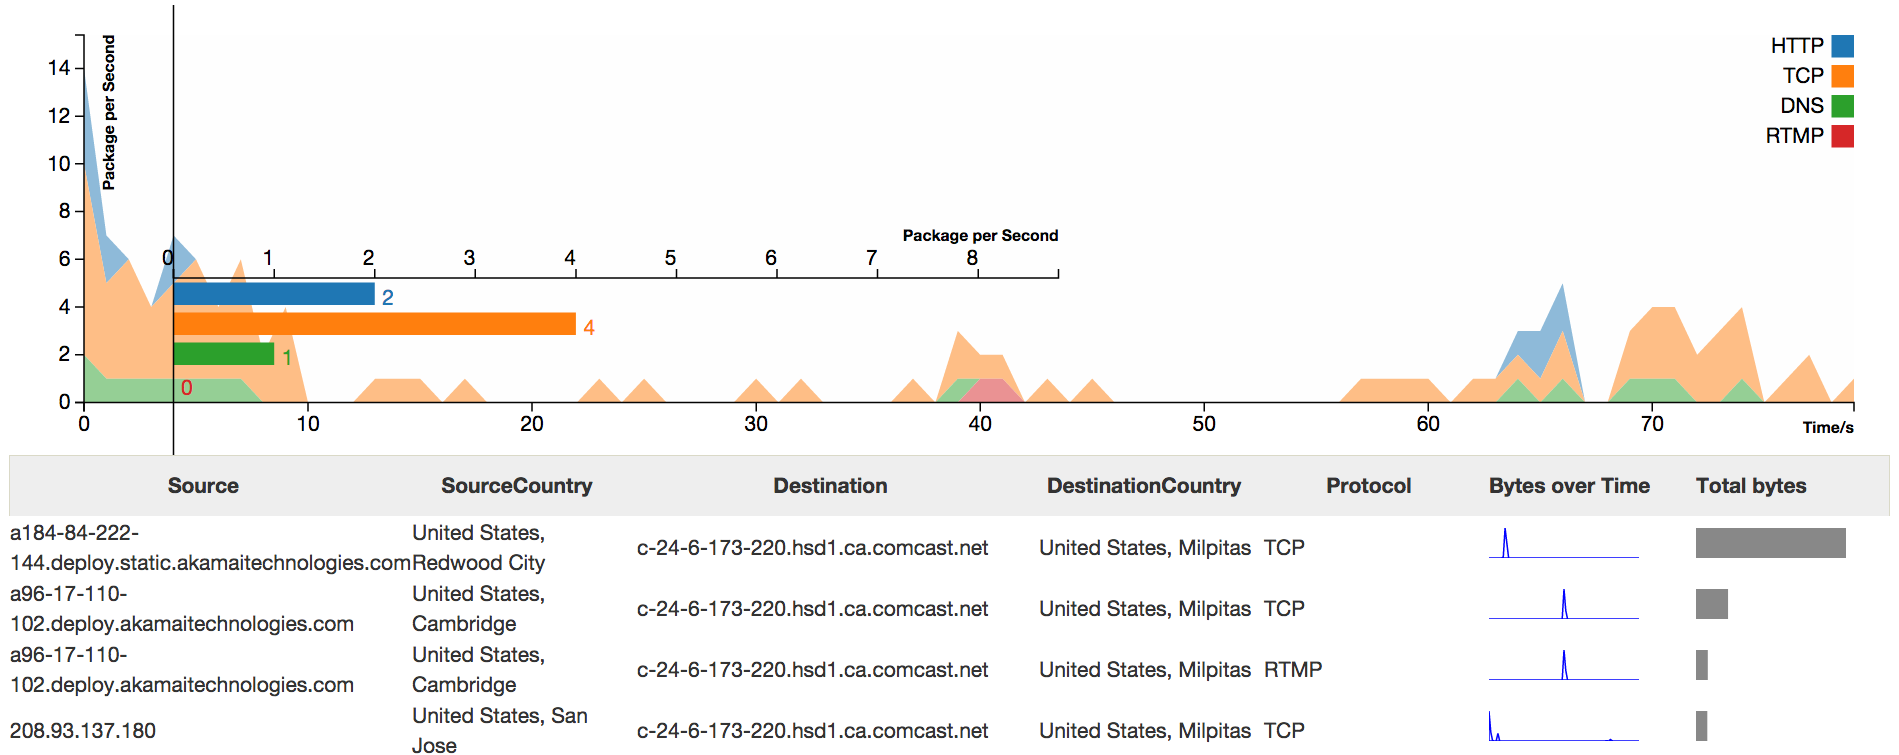 Package per Second
14
12
10
8
6
4
2
0
HTTP
TCP
DNS
RTMP
Package per Second
0 1 2 3 4 5 6 7 8
2
4
1
0
0 10 20 30 40 50 60 70
Time/s
Source SourceCountry Destination DestinationCountry Protocol Bytes over Time Total bytes
a184-84-222- United States,
144.deploy.static.akamaitechnologies.com Redwood City c-24-6-173-220.hsd1.ca.comcast.net United States, Milpitas TCP
a96-17-110- United States,
102.deploy.akamaitechnologies.com Cambridge c-24-6-173-220.hsd1.ca.comcast.net United States, Milpitas TCP
a96-17-110- United States,
102.deploy.akamaitechnologies.com Cambridge c-24-6-173-220.hsd1.ca.comcast.net United States, Milpitas RTMP
208.93.137.180 United States, San
Jose c-24-6-173-220.hsd1.ca.comcast.net United States, Milpitas TCP